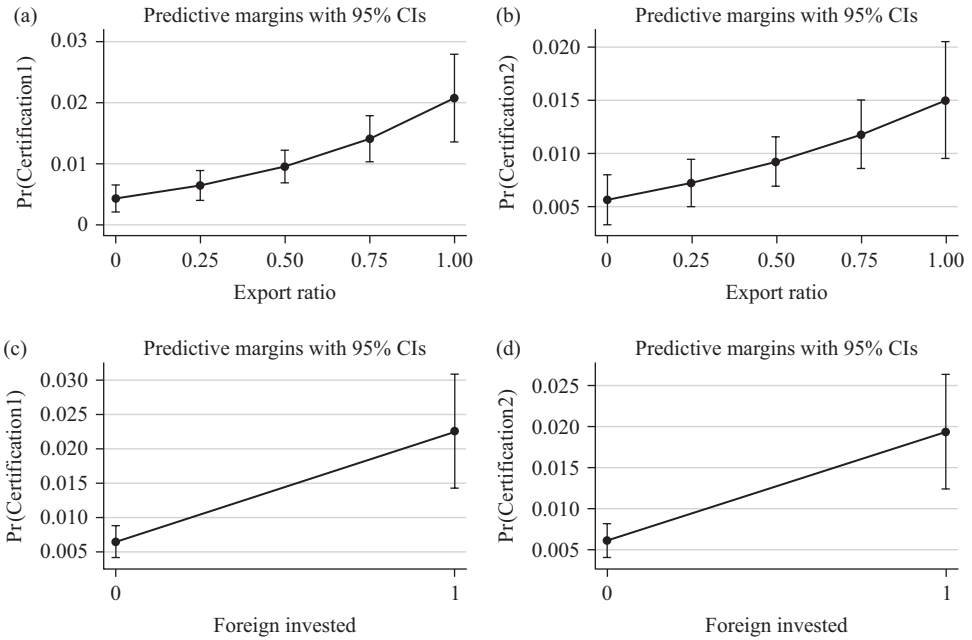 (a) Predictive margins with 95% CIs
Pr(Certification1)
0.03
0.02
0.01
0
0 0.25 0.50 0.75 1.00
Export ratio
(b) Predictive margins with 95% CIs
Pr(Certification2)
0.020
0.015
0.010
0.005
0 0.25 0.50 0.75 1.00
Export ratio
(c) Predictive margins with 95% CIs
Pr(Certification1)
0.030
0.025
0.020
0.015
0.010
0.005
0 1
Foreign invested
(d) Predictive margins with 95% CIs
Pr(Certification2)
0.025
0.020
0.015
0.010
0.005
0 1
Foreign invested